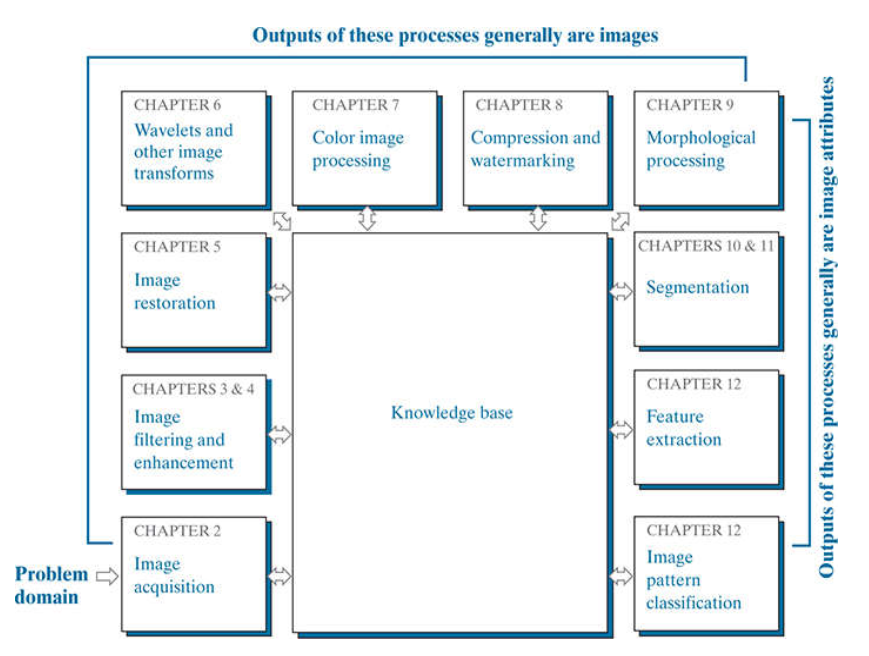 Outputs of these processes generally are images
CHAPTER 6
Wavelets and
other image
transforms
CHAPTER 7
Color image
processing
CHAPTER 8
Compression and
watermarking
CHAPTER 9
Morphological
processing
Outputs of these processes generally are image attributes
CHAPTER 5
Image
restoration
CHAPTERS 10 & 11
Segmentation
CHAPTERS 3 & 4
Image
filtering and
enhancement
Knowledge base
CHAPTER 12
Feature
extraction
Problem
domain
CHAPTER 2
Image
acquisition
CHAPTER 12
Image
pattern
classification